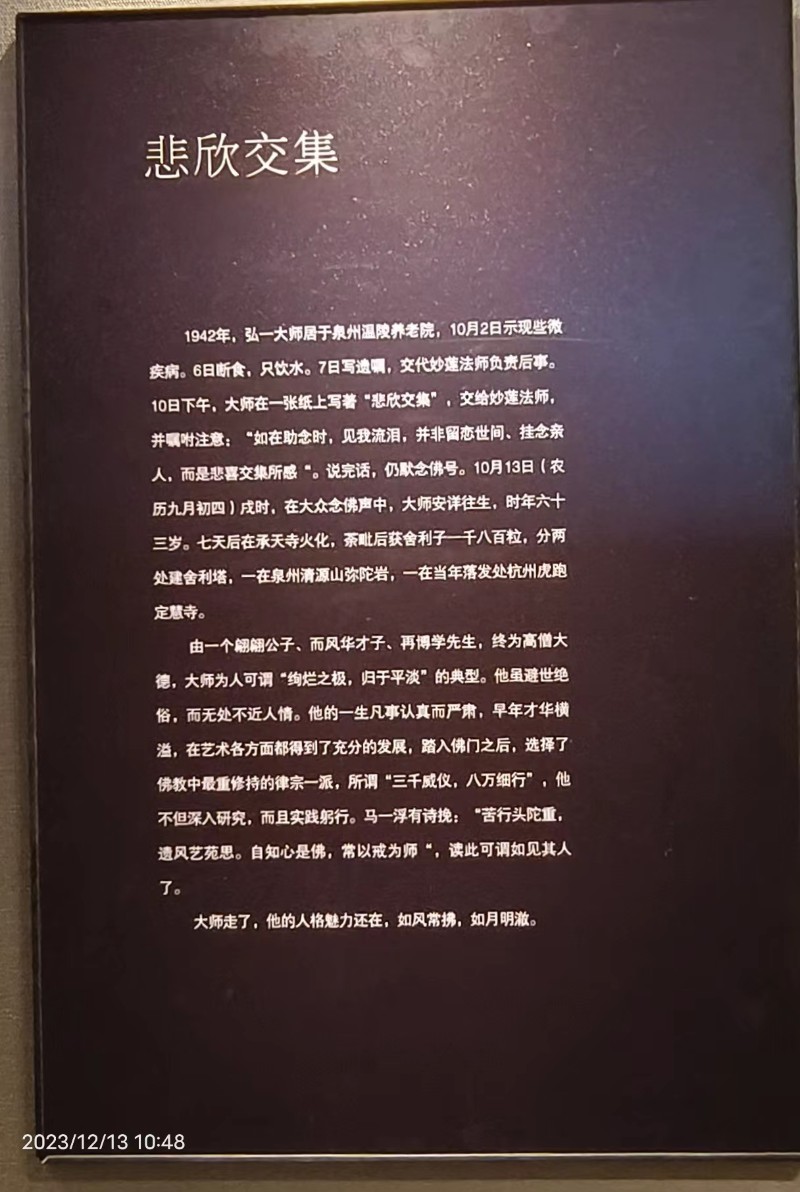 悲欣交集
1942年，弘一大师居于泉州温陵养老院，10月2日示现些微
疾病。6日断食，只饮水。7日写遗嘱，交代妙莲法师负责后事。
10日下午，大师在一张纸上写著“悲欣交集”，交给妙莲法师，
并嘱咐注意：“如在助念时，见我流泪，并非留恋世间、挂念亲
人，而是悲喜交集所感“。说完话，仍默念佛号。10月13日（农
历九月初四）戌时，在大众念佛声中，大师安详往生，时年六十
三岁。七天后在承天寺火化，荼毗后获舍利子一千八百粒，分两
处建舍利塔，一在泉州清源山弥陀岩，一在当年落发处杭州虎跑
定慧寺。
由一个翩翩公子、而风华才子、再博学先生，终为高僧大
德，大师为人可谓“绚烂之极，归于平淡”的典型。他虽避世绝
俗，而无处不近人情。他的一生凡事认真而严肃，早年才华横
溢，在艺术各方面都得到了充分的发展，踏入佛门之后，选择了
佛教中最重修持的律宗一派，所谓“三千威仪，八万细行”，他
不但深入研究，而且实践躬行。马一浮有诗挽：“苦行头陀重，
遗风艺苑思。自知心是佛，常以戒为师“，读此可谓如见其人
了。
大师走了，他的人格魅力还在，如风常拂，如月明澈。
2023/12/13 10:48